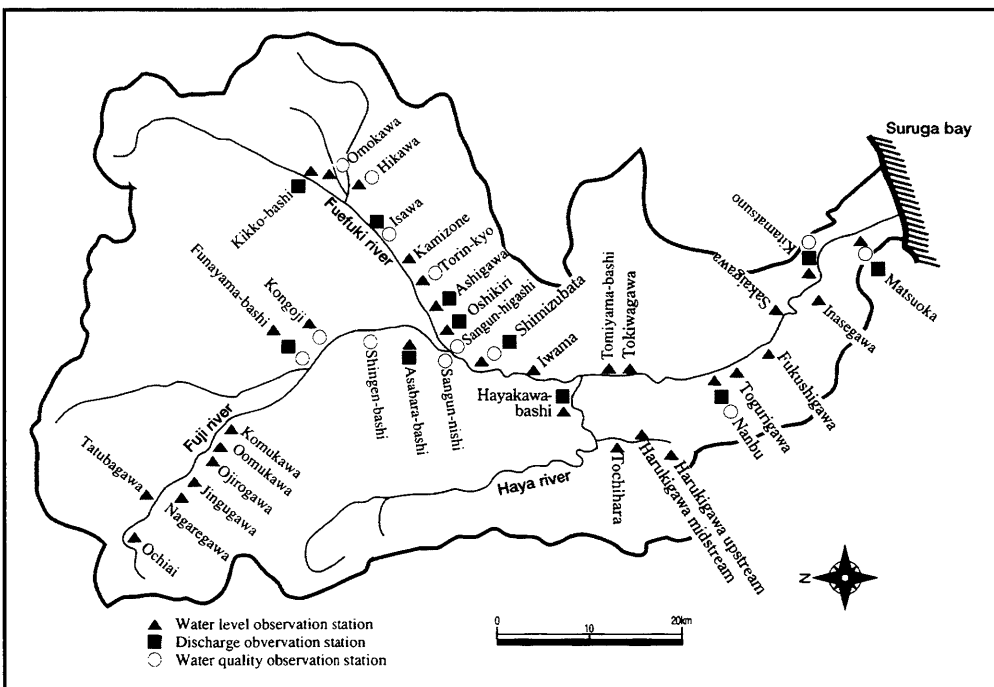 Suruga bay
Omokawa
Hikawa
Kikko-bashi
Isawa
Fuefuki river
Kamizone
Torin-kyo
Ashigawa
Oshikiri
Sangun-higashi
Shimizubata
Funayama-bashi
Kongoji
Shingen-bashi
Asabara-bashi
Sangun-nishi
Iwama
Hayakawa-
bashi
Tomiyama-bashi
Tokiwagawa
Sakaigawa
Kitamatsuno
Matsuoka
Inasegawa
Fukushigawa
Togurigawa
Nanbu
Fuji river
Komukawa
Oomukawa
Ojirogawa
Jingugawa
Nagaregawa
Tatubagawa
Ochiai
Haya river
Tochihara
Harukigawa midstream
Harukigawa upstream
N
0 10 20km
Water level observation station
Discharge obvervation station
Water quality observation station